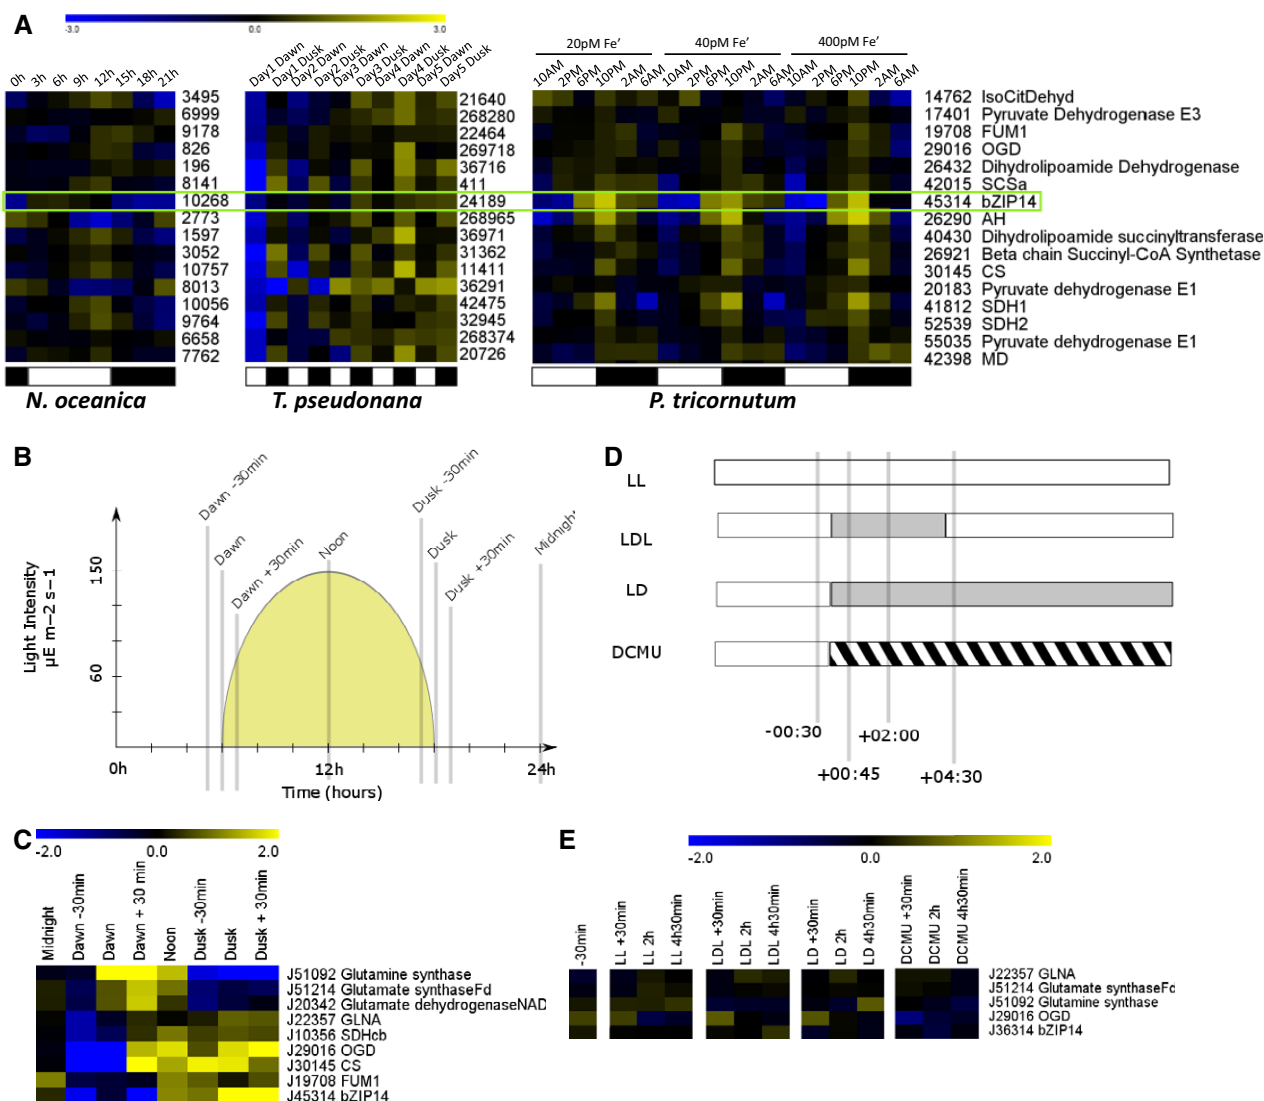 A
-3.0 0.0 3.0
0h 3h 6h 9h 12h 15h 18h 21h
Day1 Dawn Day1 Dusk Day2 Dawn Day2 Dusk Day3 Dawn Day3 Dusk Day4 Dawn Day4 Dusk Day5 Dawn Day5 Dusk
20pM Fe’ 40pM Fe’ 400pM Fe’
10AM 2PM 6PM 10PM 2AM 6AM 10AM 2PM 6PM 10PM 2AM 6AM 10AM 2PM 6PM 10PM 2AM 6AM
3495 21640 14762 IsoCitDehyd
6999 268280 17401 Pyruvate Dehydrogenase E3
9178 22464 19708 FUM1
826 269718 29016 OGD
196 36716 26432 Dihydrolipoamide Dehydrogenase
8141 411 42015 SCSa
10268 24189 45314 bZIP14
2773 268965 26290 AH
1597 36971 40430 Dihydrolipoamide succinyltransferase
3052 31362 26921 Beta chain Succinyl-CoA Synthetase
10757 11411 30145 CS
8013 36291 20183 Pyruvate dehydrogenase E1
10056 42475 41812 SDH1
9764 32945 52539 SDH2
6658 268374 55035 Pyruvate dehydrogenase E1
7762 20726 42398 MD
N. oceanica T. pseudonana P. tricornutum
B
Dawn -30min
Dawn
Dawn +30min
Noon
Dusk -30min
Dusk
Dusk +30min
Midnight
Light Intensity
µE m−2 s−1
150
60
0h 12h 24h
Time (hours)
D
LL
LDL
LD
DCMU
-00:30 +02:00
+00:45 +04:30
C
-2.0 0.0 2.0
Midnight Dawn -30min Dawn Dawn + 30 min Noon Dusk -30min Dusk Dusk + 30min
J51092 Glutamine synthase
J51214 Glutamate synthaseFd
J20342 Glutamate dehydrogenaseNAD
J22357 GLNA
J10356 SDHcb
J29016 OGD
J30145 CS
J19708 FUM1
J45314 bZIP14
E
-2.0 0.0 2.0
-30min LL +30min LL 2h LL 4h30min LDL +30min LDL 2h LDL 4h30min LD +30min LD 2h LD 4h30min DCMU +30min DCMU 2h DCMU 4h30min
J22357 GLNA
J51214 Glutamate synthaseFd
J51092 Glutamine synthase
J29016 OGD
J36314 bZIP14